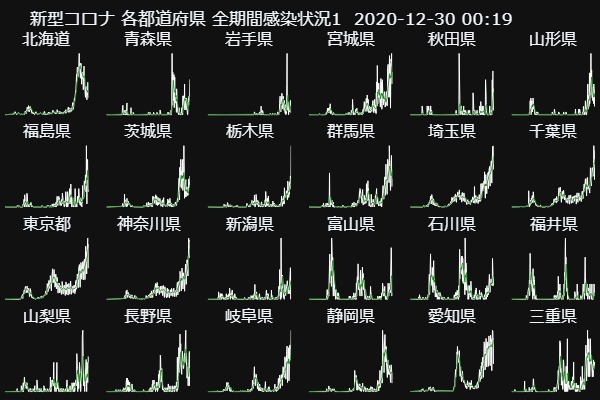 新型コロナ 各都道府県 全期間感染状況1 2020-12-30 00:19
北海道 青森県 岩手県 宮城県 秋田県 山形県
福島県 茨城県 栃木県 群馬県 埼玉県 千葉県
東京都 神奈川県 新潟県 富山県 石川県 福井県
山梨県 長野県 岐阜県 静岡県 愛知県 三重県